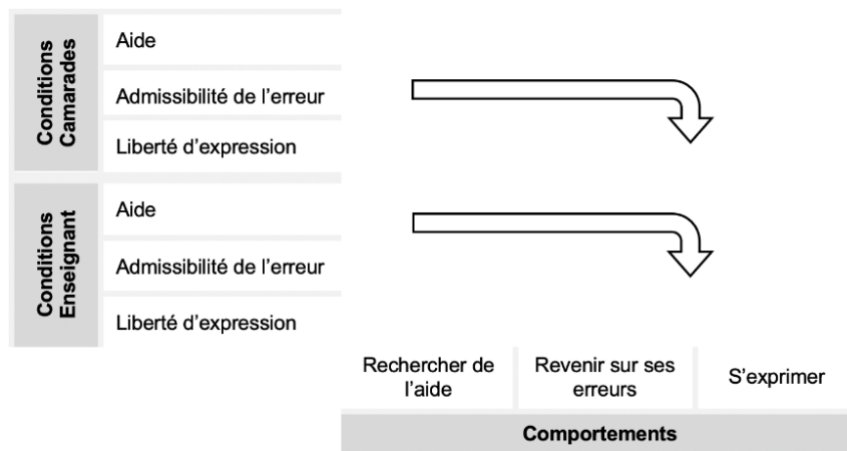 Conditions
Camarades
Aide
Admissibilité de l'erreur
Liberté d'expression
Conditions
Enseignant
Aide
Admissibilité de l'erreur
Liberté d'expression
Rechercher de
l'aide
Revenir sur ses
erreurs
S'exprimer
Comportements